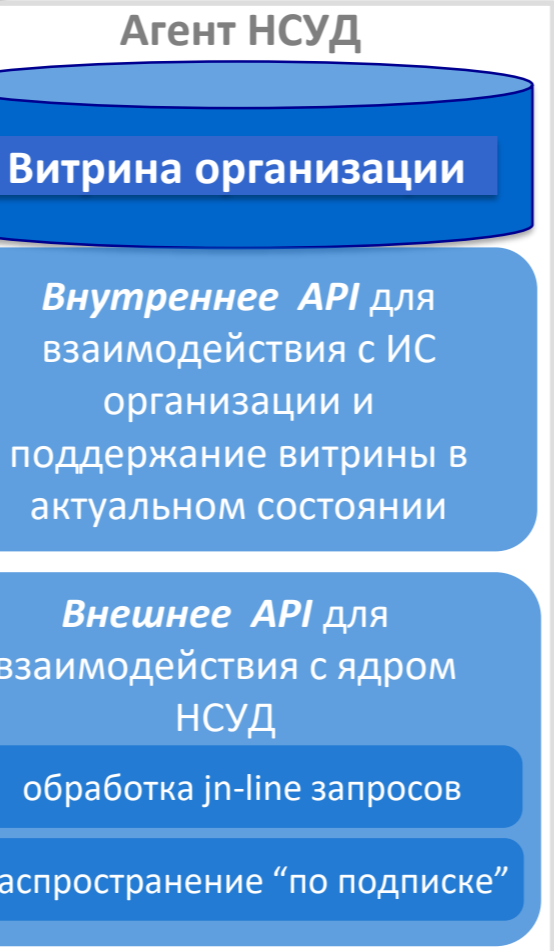 Агент НСУД
Витрина организации
Внутреннее API для
взаимодействия с ИС
организации и
поддержание витрины в
актуальном состоянии
Внешнее API для
взаимодействия с ядром
НСУД
обработка jn-line запросов
аспространение “по подписке”